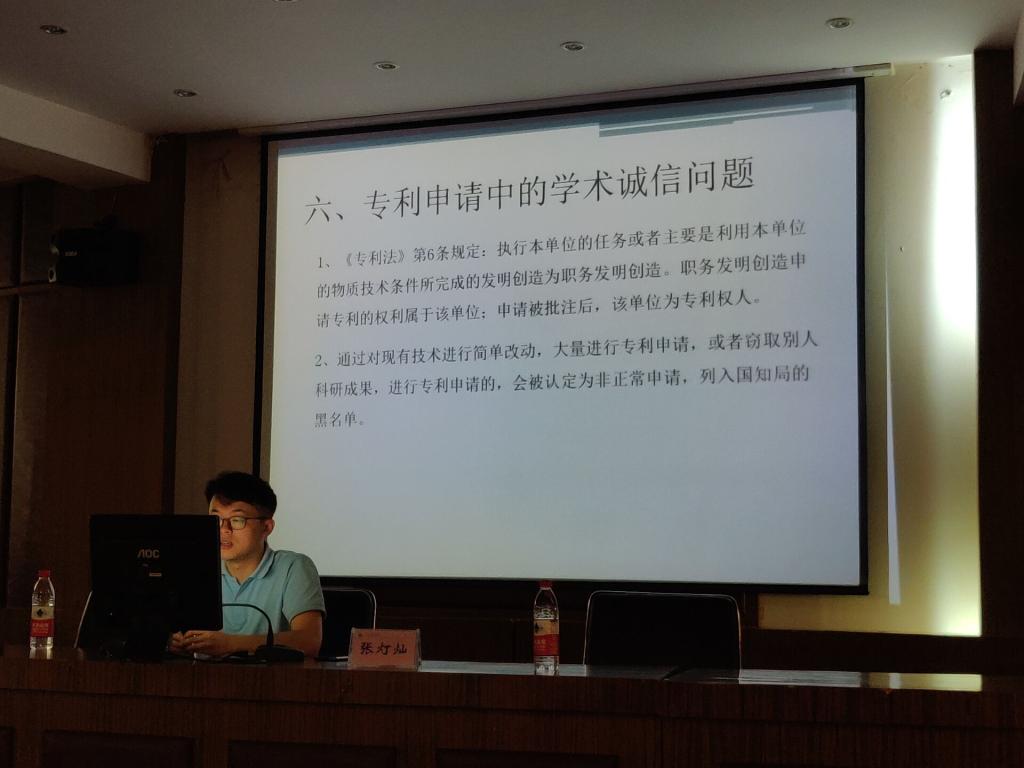 六、专利申请中的学术诚信问题
1、《专利法》第6条规定：执行本单位的任务或者主要是利用本单位
的物质技术条件所完成的发明创造为职务发明创造。职务发明创造申
请专利的权利属于该单位；申请被批注后，该单位为专利权人。
2、通过对现有技术进行简单改动，大量进行专利申请，或者窃取别人
科研成果，进行专利申请的，会被认定为非正常申请，列入国知局的
黑名单。
AOC
张灯灿